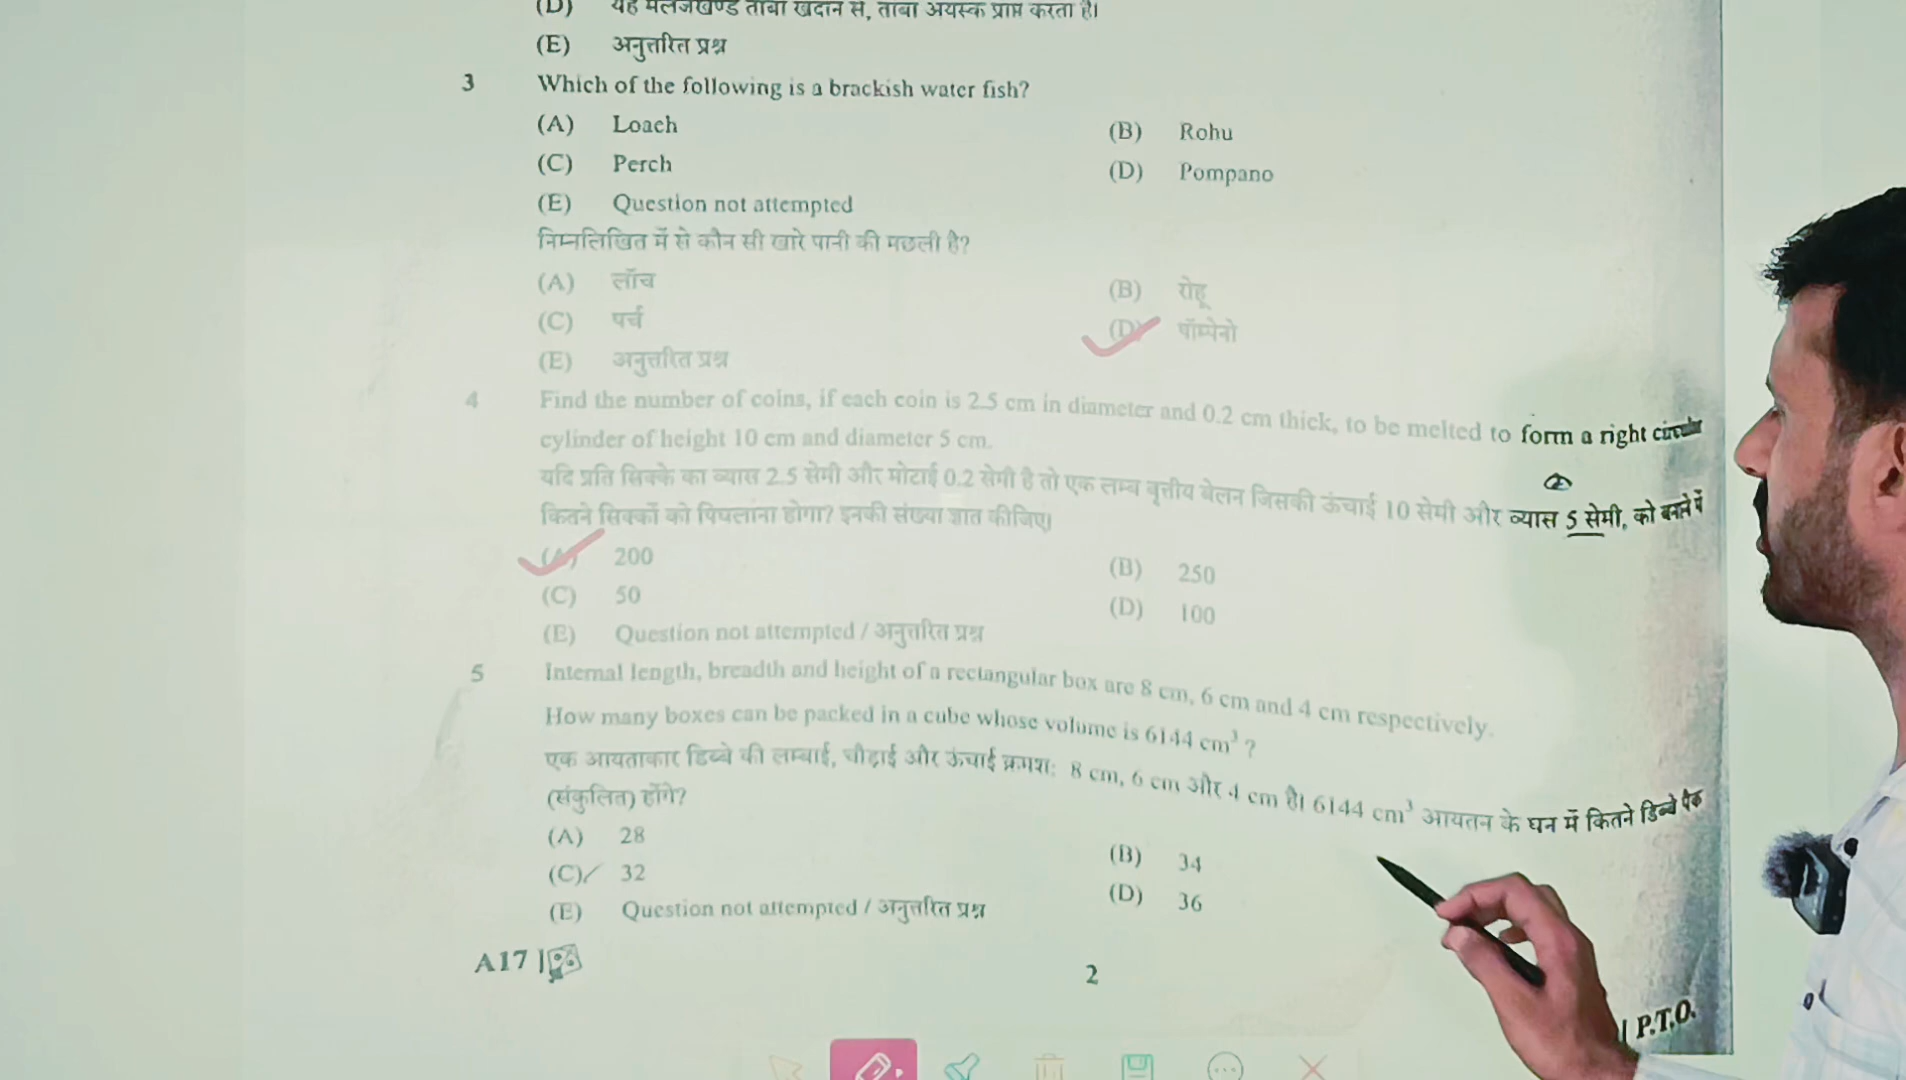 (D) यह मलंजखण्ड तांबा खदान से, तांबा अयस्क प्राप्त करता है।
(E) अनुत्तरित प्रश्न
3 Which of the following is a brackish water fish?
(A) Loach
(B) Rohu
(C) Perch
(D) Pompano
(E) Question not attempted
निम्नलिखित में से कौन सी खारे पानी की मछली है?
(A) लॉच
(B) रोहू
(C) पर्च
(D) पॉम्पेनो
(E) अनुत्तरित प्रश्न
4 Find the number of coins, if each coin is 2.5 cm in diameter and 0.2 cm thick, to be melted to form a right circular
cylinder of height 10 cm and diameter 5 cm.
यदि प्रति सिक्के का व्यास 2.5 सेमी और मोटाई 0.2 सेमी है तो एक लम्ब वृत्तीय बेलन जिसकी ऊंचाई 10 सेमी और व्यास 5 सेमी, को बनाने में
कितने सिक्कों को पिघलाना होगा? इनकी संख्या ज्ञात कीजिए।
(A) 200
(B) 250
(C) 50
(D) 100
(E) Question not attempted / अनुत्तरित प्रश्न
5 Internal length, breadth and height of a rectangular box are 8 cm, 6 cm and 4 cm respectively.
How many boxes can be packed in a cube whose volume is 6144 cm³ ?
एक आयताकार डिब्बे की लम्बाई, चौड़ाई और ऊंचाई क्रमश: 8 cm, 6 cm और 4 cm है। 6144 cm³ आयतन के घन में कितने डिब्बे पैक
(संकुलित) होंगे?
(A) 28
(B) 34
(C) 32
(D) 36
(E) Question not attempted / अनुत्तरित प्रश्न
A17 |
2
| P.T.O.